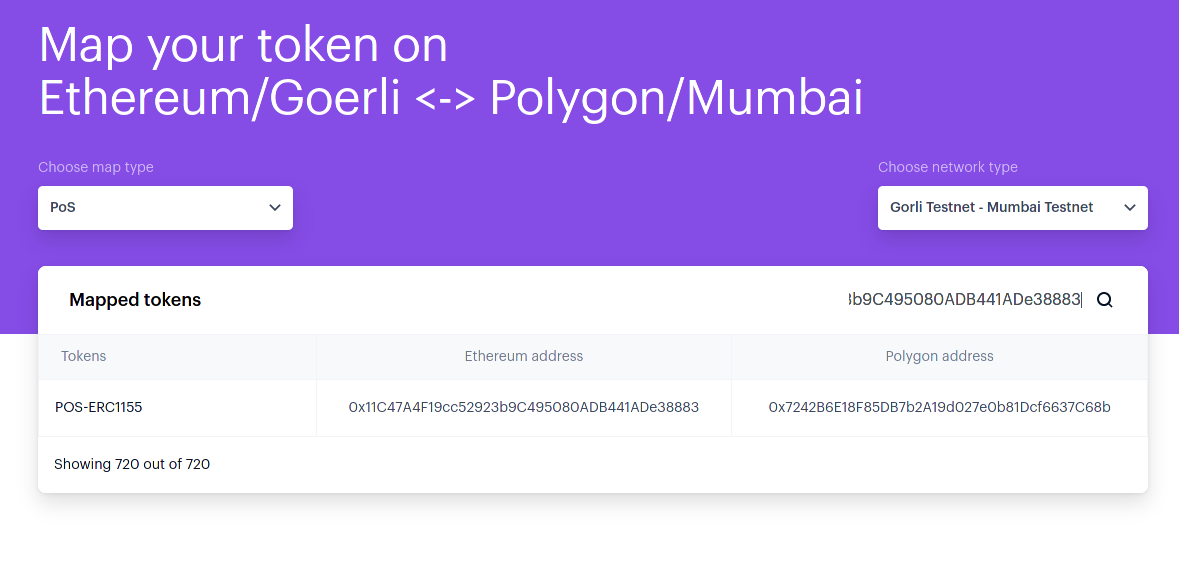 Map your token on
Ethereum/Goerli <-> Polygon/Mumbai
Choose map type
Choose network type
PoS
Gorli Testnet - Mumbai Testnet
Mapped tokens
b9C495080ADB441ADe38883
Tokens
Ethereum address
Polygon address
POS-ERC1155
0x11C47A4F19cc52923b9C495080ADB441ADe38883
0x7242B6E18F85DB7b2A19d027e0b81Dcf6637C68b
Showing 720 out of 720